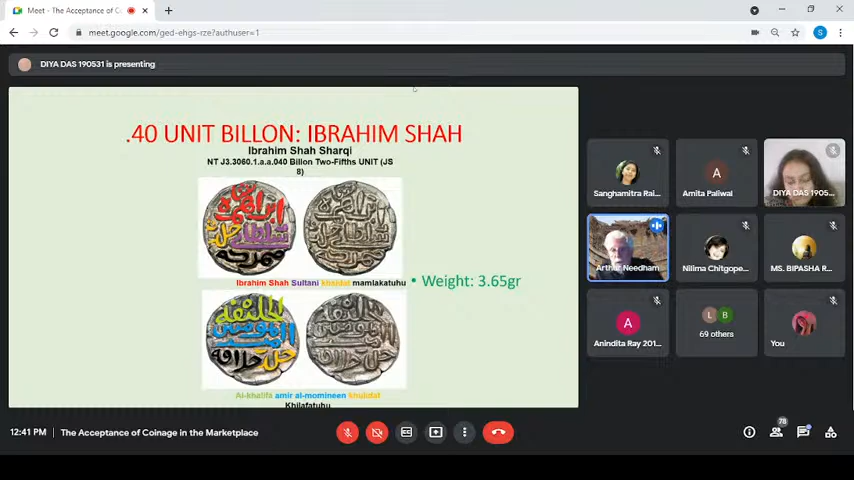 Meet - The Acceptance of C
meet.google.com/ged-ehgs-rze?authuser=1
S
DIYA DAS 190531 is presenting
.40 UNIT BILLON: IBRAHIM SHAH
Ibrahim Shah Sharqi
NT J3.3060.1.a.a.040 Billon Two-Fifths UNIT (JS
8)
Ibrahim Shah Sultani khuldat mamlakatuhu
• Weight: 3.65gr
Al-khalifa amir al-momineen khuldat
Khilafatuhu
Sanghamitra Rai...
A
Amita Paliwal
DIYA DAS 1905...
Arthur Needham
Nilima Chitgope...
MS. BIPASHA R...
A
Anindita Ray 201...
L B
69 others
You
12:41 PM | The Acceptance of Coinage in the Marketplace
78